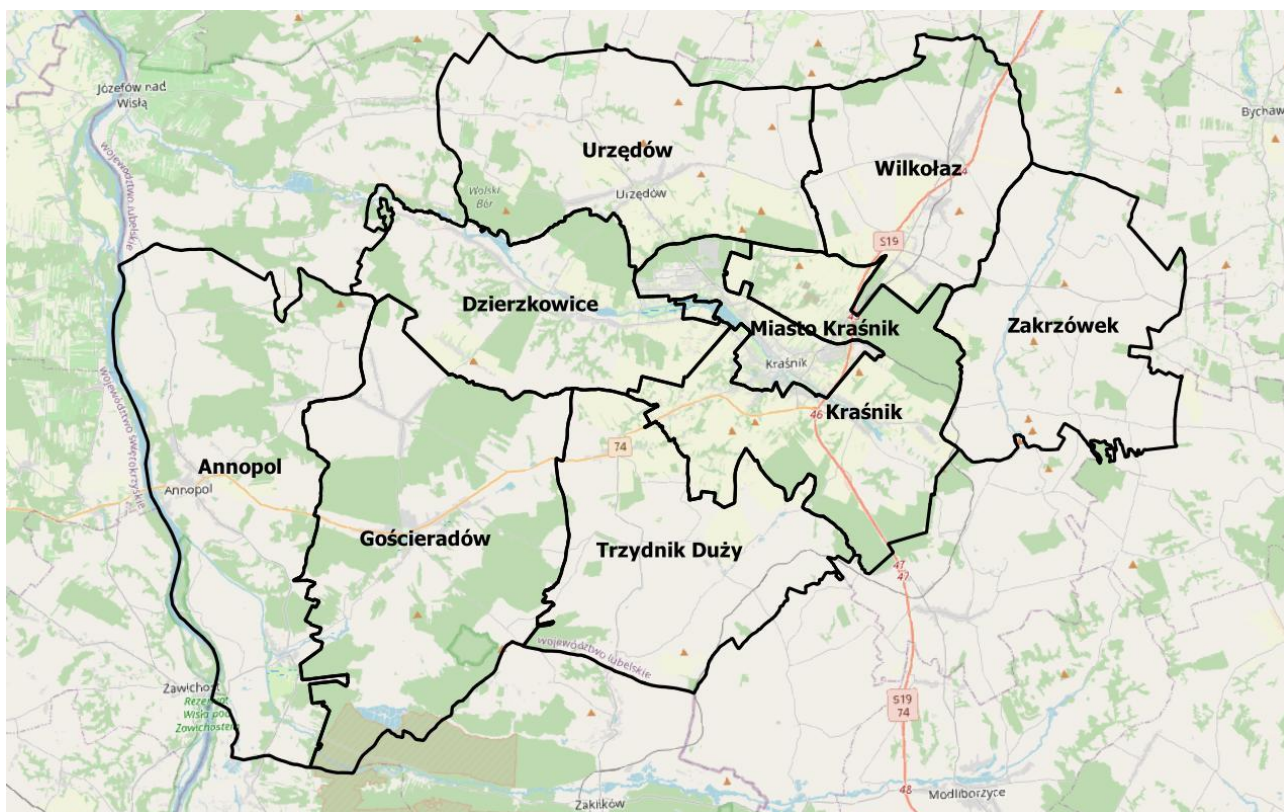 Józefów nad
Wisłą
Bychaw
Urzędów
Wilkołaz
4
Wolski
Bór
Urzędów
województwo lubelskie
S19
Dzierzkowice
Miasto Kraśnik
Zakrzówek
Kraśnik
województwo świętokrzyskie
Kraśnik
46
74
Annopol
Annopol
Gościeradów
Trzydnik Duży
47
47
województwo lubelskie
Zawichost
Rezerwat
Wisła pod
Zawichostem
S19
74
48
Modliborzyce
Zaklików